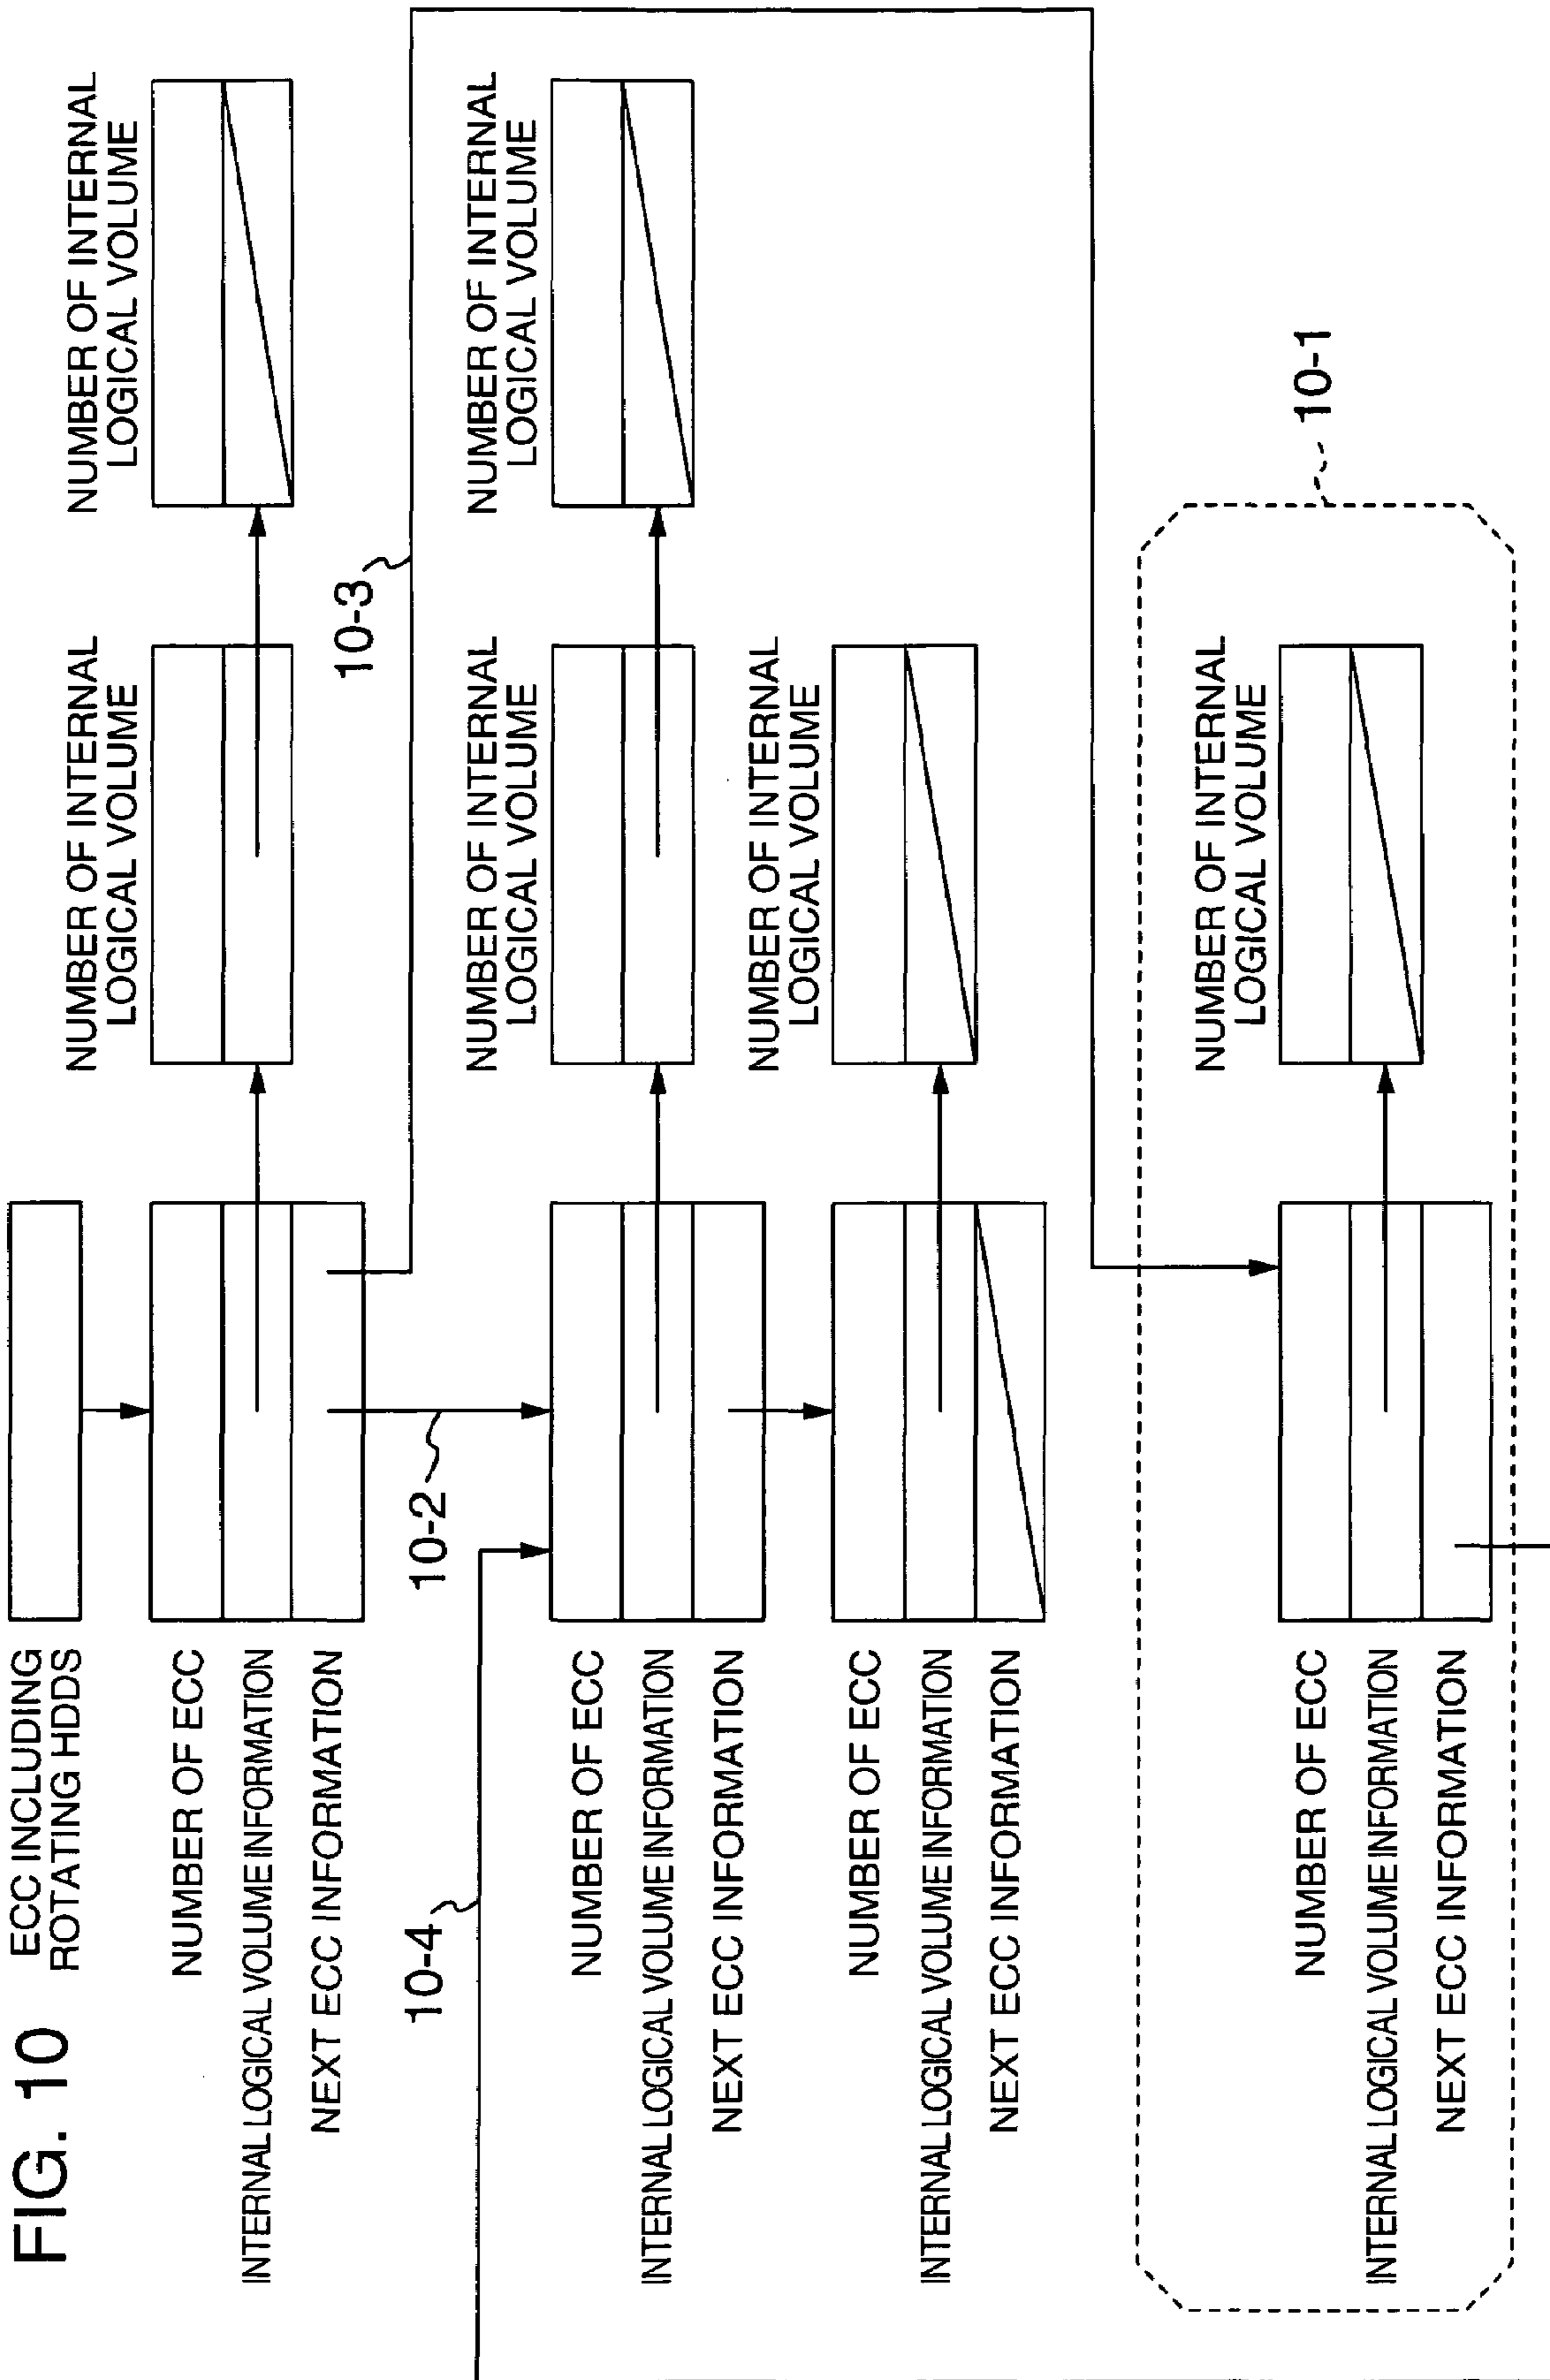 FIG. 10
ECC INCLUDING
ROTATING HDDS
NUMBER OF INTERNAL
LOGICAL VOLUME
NUMBER OF INTERNAL
LOGICAL VOLUME
NUMBER OF ECC
INTERNAL LOGICAL VOLUME INFORMATION
NEXT ECC INFORMATION
10-3
10-4
10-2
NUMBER OF INTERNAL
LOGICAL VOLUME
NUMBER OF INTERNAL
LOGICAL VOLUME
NUMBER OF ECC
INTERNAL LOGICAL VOLUME INFORMATION
NEXT ECC INFORMATION
NUMBER OF INTERNAL
LOGICAL VOLUME
NUMBER OF ECC
INTERNAL LOGICAL VOLUME INFORMATION
NEXT ECC INFORMATION
10-1
NUMBER OF INTERNAL
LOGICAL VOLUME
NUMBER OF ECC
INTERNAL LOGICAL VOLUME INFORMATION
NEXT ECC INFORMATION